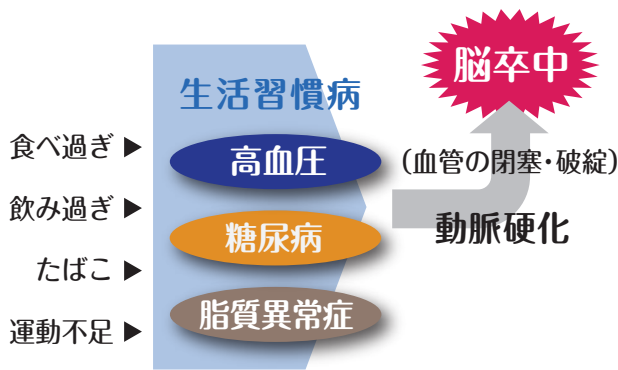 食べ過ぎ▶
飲み過ぎ▶
たばこ▶
運動不足▶
生活習慣病
高血圧
糖尿病
脂質異常症
脳卒中
(血管の閉塞・破綻)
動脈硬化